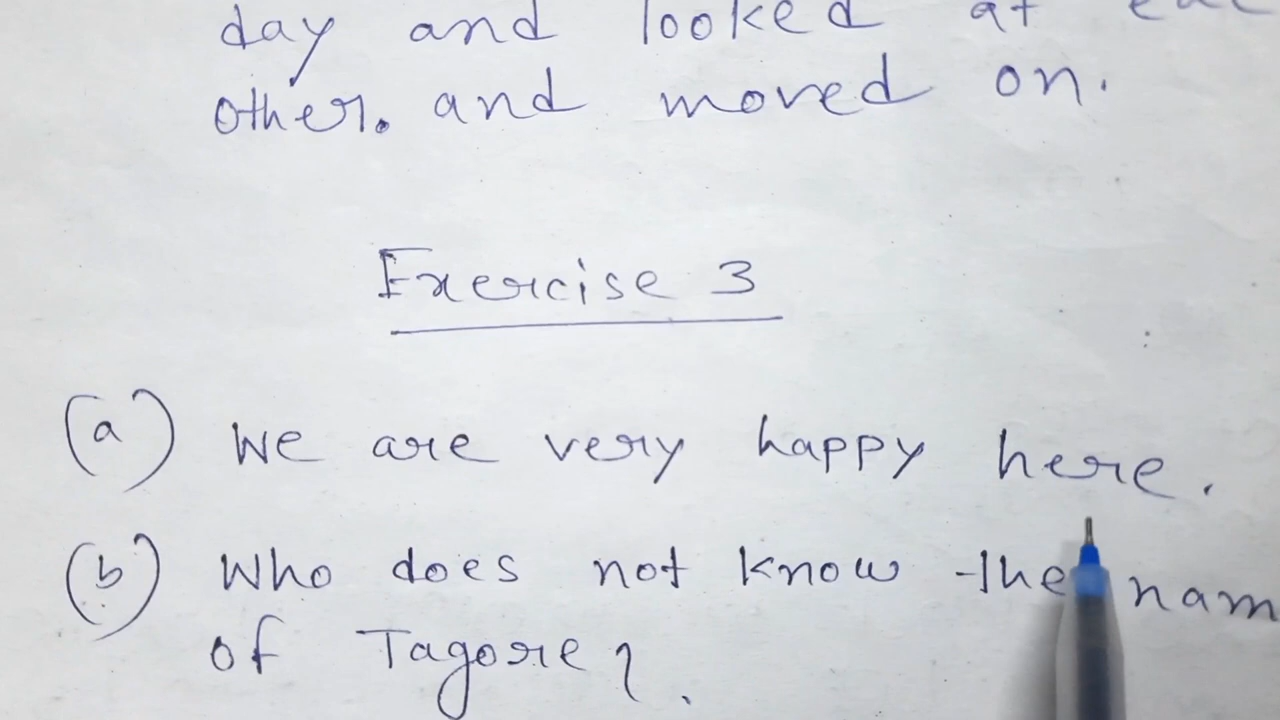 day and looked at
other. and moved on.
Exercise 3
(a) We are very happy here.
(b) Who does not know the nam
of Tagore?